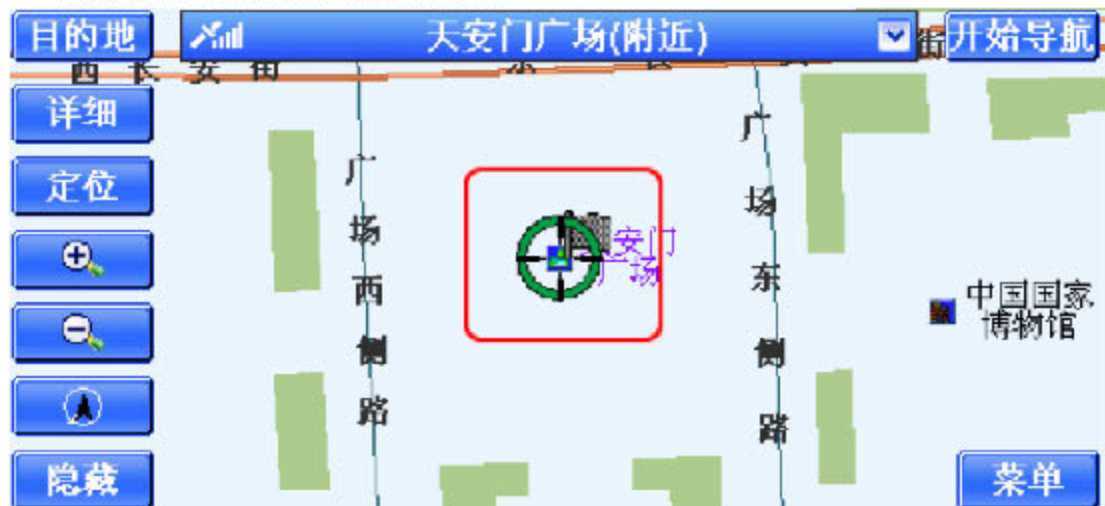 目的地
天安门广场(附近)
开始导航
街
西长安街
详细
定位
隐藏
广场西侧路
安门
广场
广场东侧路
中国国家
博物馆
菜单